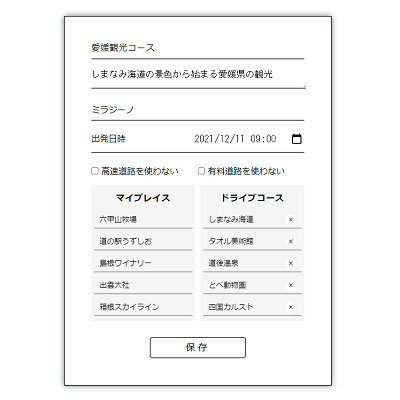 愛媛観光コース
しまなみ海道の景色から始まる愛媛県の観光
ミラジーノ
出発日時 2021/12/11 09:00
高速道路を使わない 有料道路を使わない
マイプレイス ドライブコース
六甲山牧場 しまなみ海道 ×
道の駅うずしお タオル美術館 ×
島根ワイナリー 道後温泉 ×
出雲大社 とべ動物園 ×
箱根スカイライン 四国カルスト ×
保存